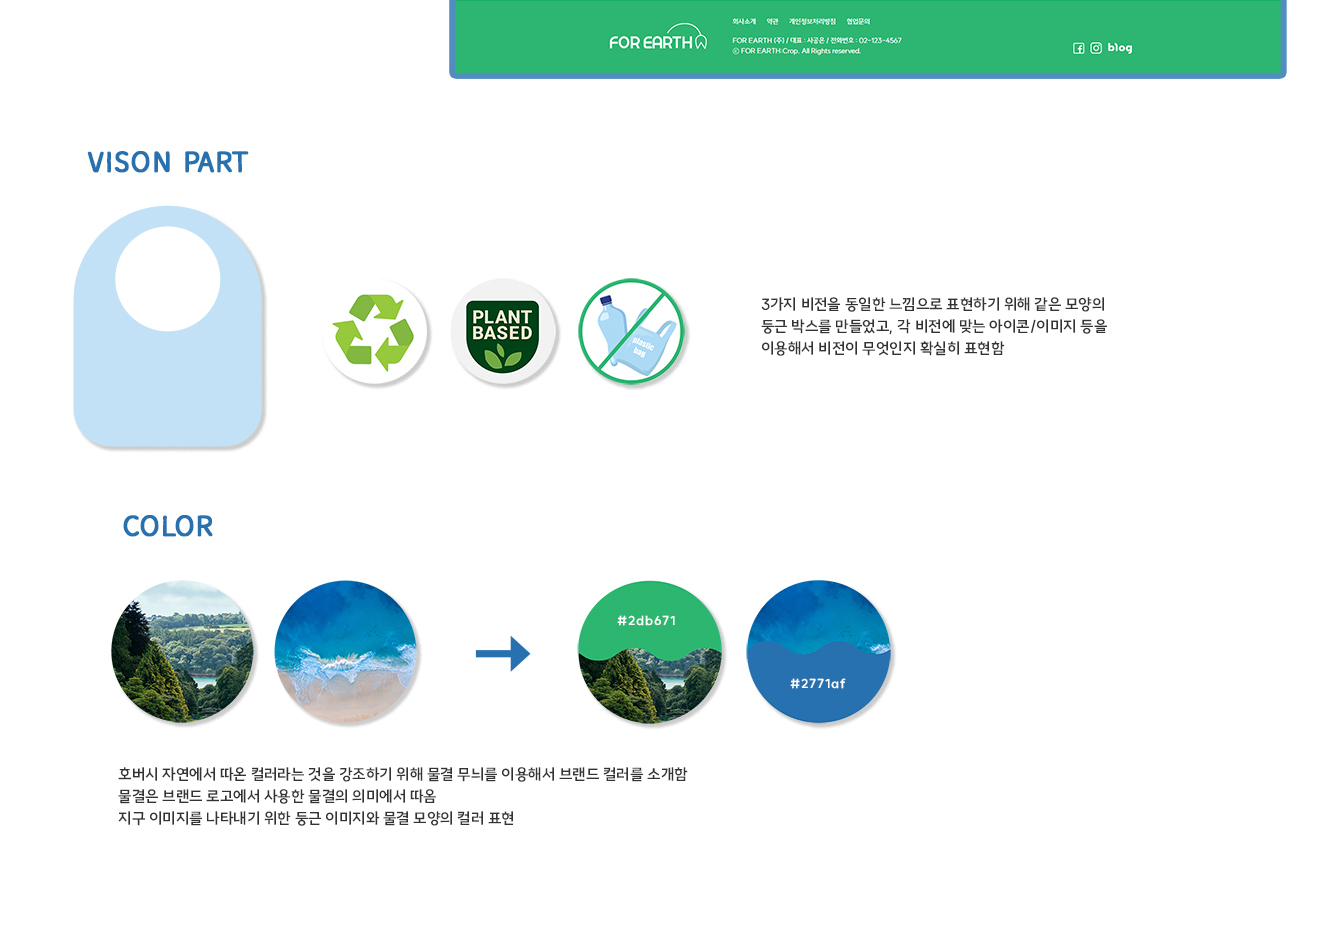 FOR EARTH
회사소개 약관 개인정보처리방침 협업문의
FOR EARTH (주) / 대표 : 사공은 / 전화번호 : 02-123-4567
ⓒ FOR EARTH Crop. All Rights reserved.
blog
VISON PART
PLANT
BASED
plastic
bag
3가지 비전을 동일한 느낌으로 표현하기 위해 같은 모양의
둥근 박스를 만들었고, 각 비전에 맞는 아이콘/이미지 등을
이용해서 비전이 무엇인지 확실히 표현함
COLOR
#2db671
#2771af
호버시 자연에서 따온 컬러라는 것을 강조하기 위해 물결 무늬를 이용해서 브랜드 컬러를 소개함
물결은 브랜드 로고에서 사용한 물결의 의미에서 따옴
지구 이미지를 나타내기 위한 둥근 이미지와 물결 모양의 컬러 표현